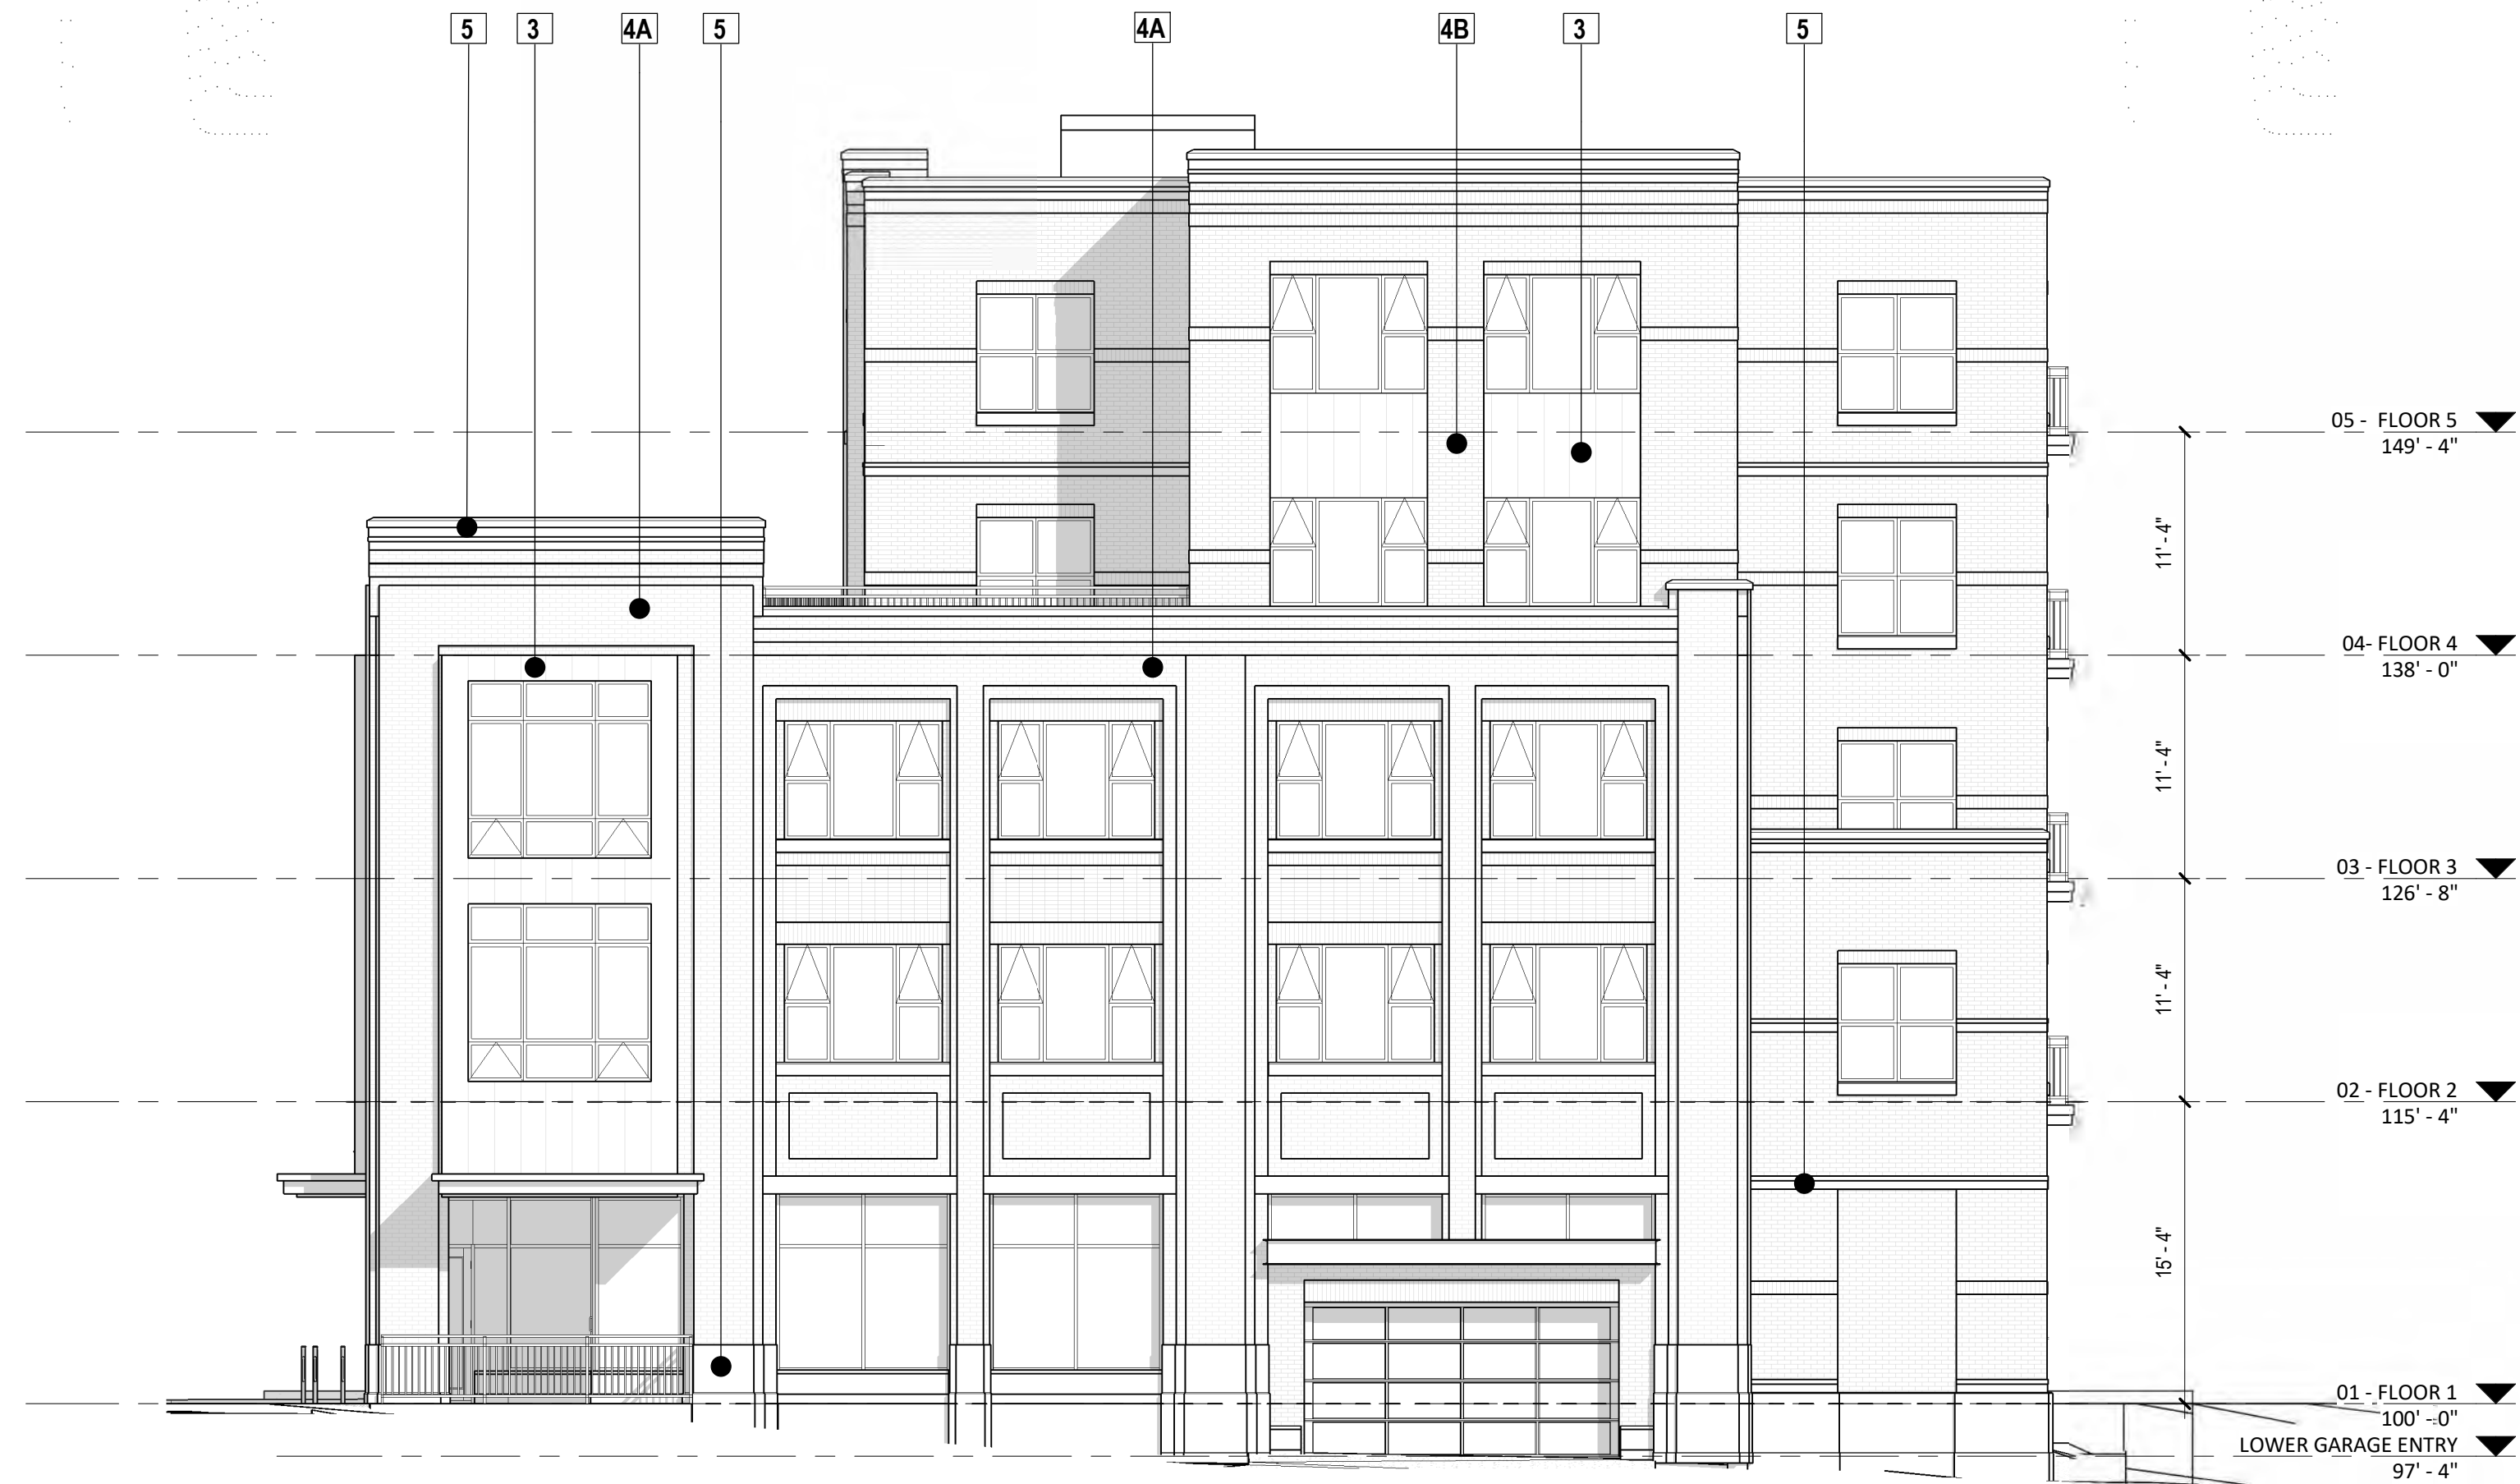 5 3 4A 5 4A 4B 3 5
05 - FLOOR 5
149' - 4"
11' - 4"
04- FLOOR 4
138' - 0"
11' - 4"
03 - FLOOR 3
126' - 8"
11' - 4"
02 - FLOOR 2
115' - 4"
15' - 4"
01 - FLOOR 1
100' - 0"
LOWER GARAGE ENTRY
97' - 4"